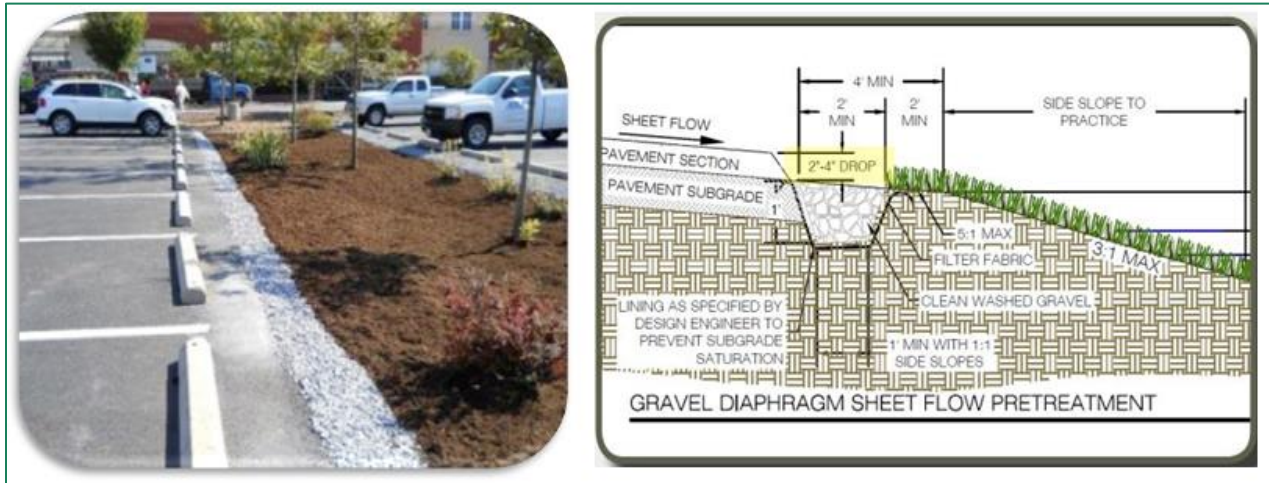 4' MIN
2'
MIN
2'
MIN
SIDE SLOPE TO
PRACTICE
SHEET FLOW
PAVEMENT SECTION
2"-4" DROP
PAVEMENT SUBGRADE
1'
5:1 MAX
FILTER FABRIC
3:1 MAX
CLEAN WASHED GRAVEL
LINING AS SPECIFIED BY
DESIGN ENGINEER TO
PREVENT SUBGRADE
SATURATION
1' MIN WITH 1:1
SIDE SLOPES
GRAVEL DIAPHRAGM SHEET FLOW PRETREATMENT